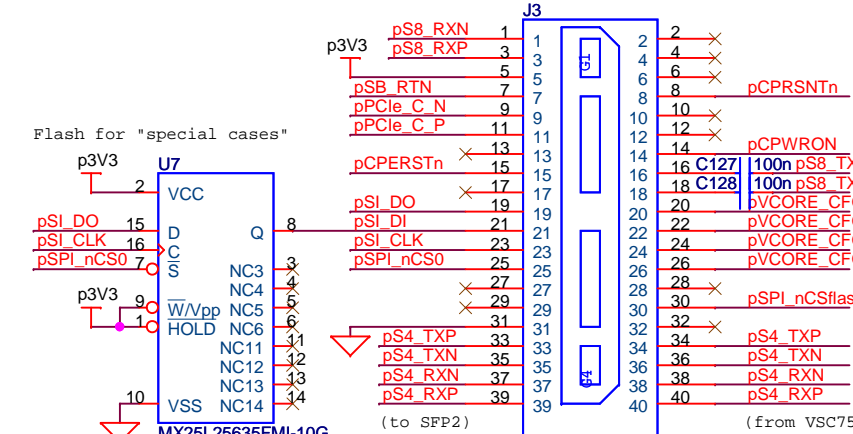 J3
pS8_RXN 1 1 2 2
pS8_RXP 3 3 4 4
p3V3 5 5 6 6
pSB_RTN 7 7 8 8 pCPRSNTn
pPCIe_C_N 9 9 10 10
pPCIe_C_P 11 11 12 12
13 13 14 14 pCPWRON
pCPERSTn 15 15 16 16 C127 100n pS8_TX
17 17 18 18 C128 100n pS8_TX
pSI_DO 19 19 20 20 pVCORE_CF
pSI_DI 21 21 22 22 pVCORE_CF
pSI_CLK 23 23 24 24 pVCORE_CF
pSPI_nCS0 25 25 26 26 pVCORE_CF
27 27 28 28
29 29 30 30 pSPI_nCSflas
31 31 32 32
pS4_TXP 33 33 34 34 pS4_TXP
pS4_TXN 35 35 36 36 pS4_TXN
pS4_RXN 37 37 38 38 pS4_RXN
pS4_RXP 39 39 40 40 pS4_RXP
(to SFP2) (from VSC75
G1
G4
Flash for "special cases"
p3V3 U7
2 VCC
pSI_DO 15 D Q 8
pSI_CLK 16 C
pSPI_nCS0 7 S NC3 3
NC4 4
p3V3 9 W/Vpp NC5 5
1 HOLD NC6 6
NC11 11
NC12 12
NC13 13
10 VSS NC14 14
MX25L25635FMI-10G